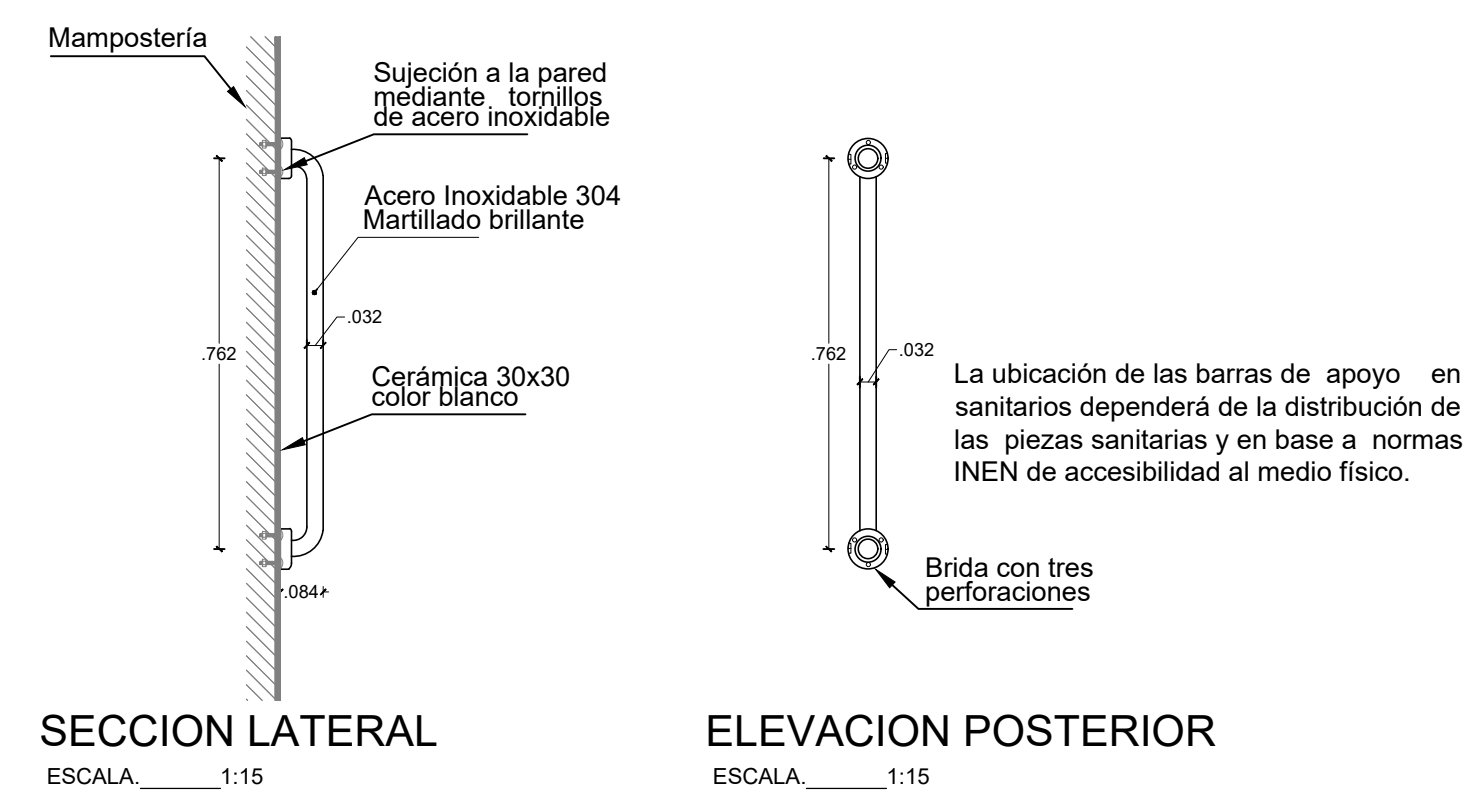 Mampostería
Sujeción a la pared
mediante tornillos
de acero inoxidable
Acero Inoxidable 304
Martillado brillante
.032
.762
Cerámica 30x30
color blanco
.084
SECCION LATERAL
ESCALA._______1:15
.762
.032
La ubicación de las barras de apoyo en
sanitarios dependerá de la distribución de
las piezas sanitarias y en base a normas
INEN de accesibilidad al medio físico.
Brida con tres
perforaciones
ELEVACION POSTERIOR
ESCALA._______1:15